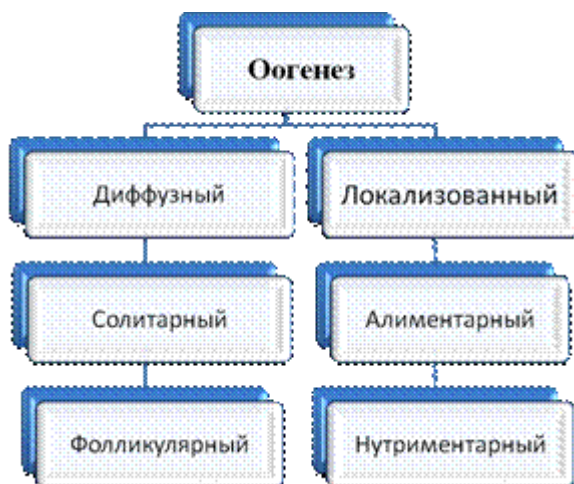 Оогенез
Диффузный
Локализованный
Солитарный
Алиментарный
Фолликулярный
Нутриментарный